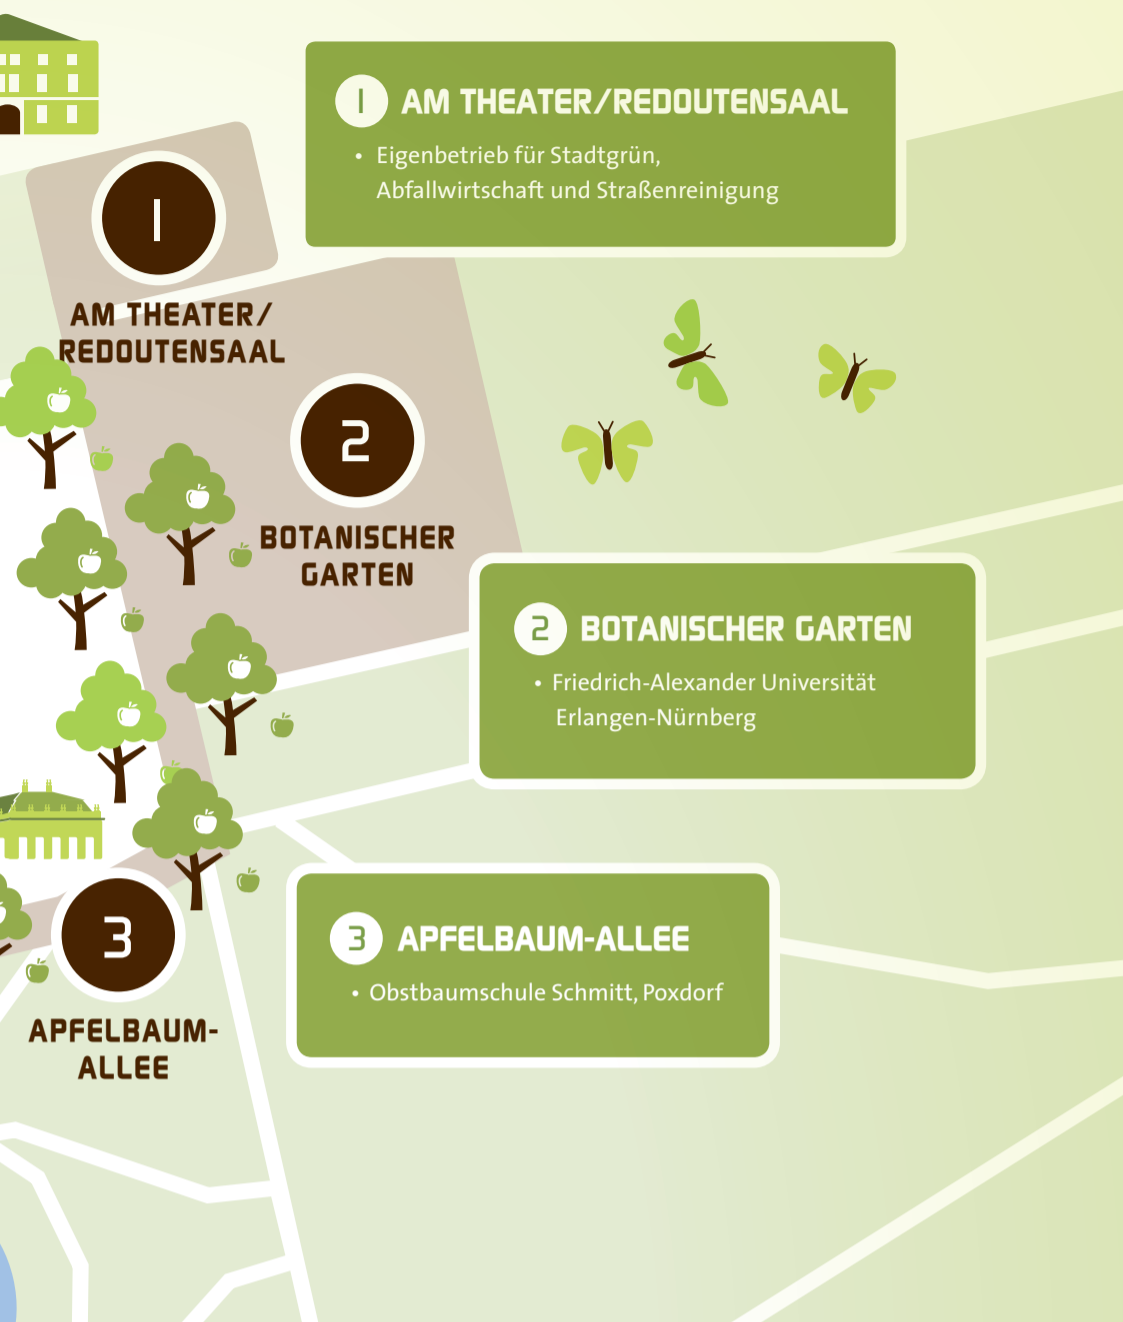 1 AM THEATER/REDOUTENSAAL
• Eigenbetrieb für Stadtgrün,
Abfallwirtschaft und Straßenreinigung
1
AM THEATER/
REDOUTENSAAL
2
BOTANISCHER
GARTEN
2 BOTANISCHER GARTEN
• Friedrich-Alexander Universität
Erlangen-Nürnberg
3
APFELBAUM-
ALLEE
3 APFELBAUM-ALLEE
• Obstbaumschule Schmitt, Poxdorf